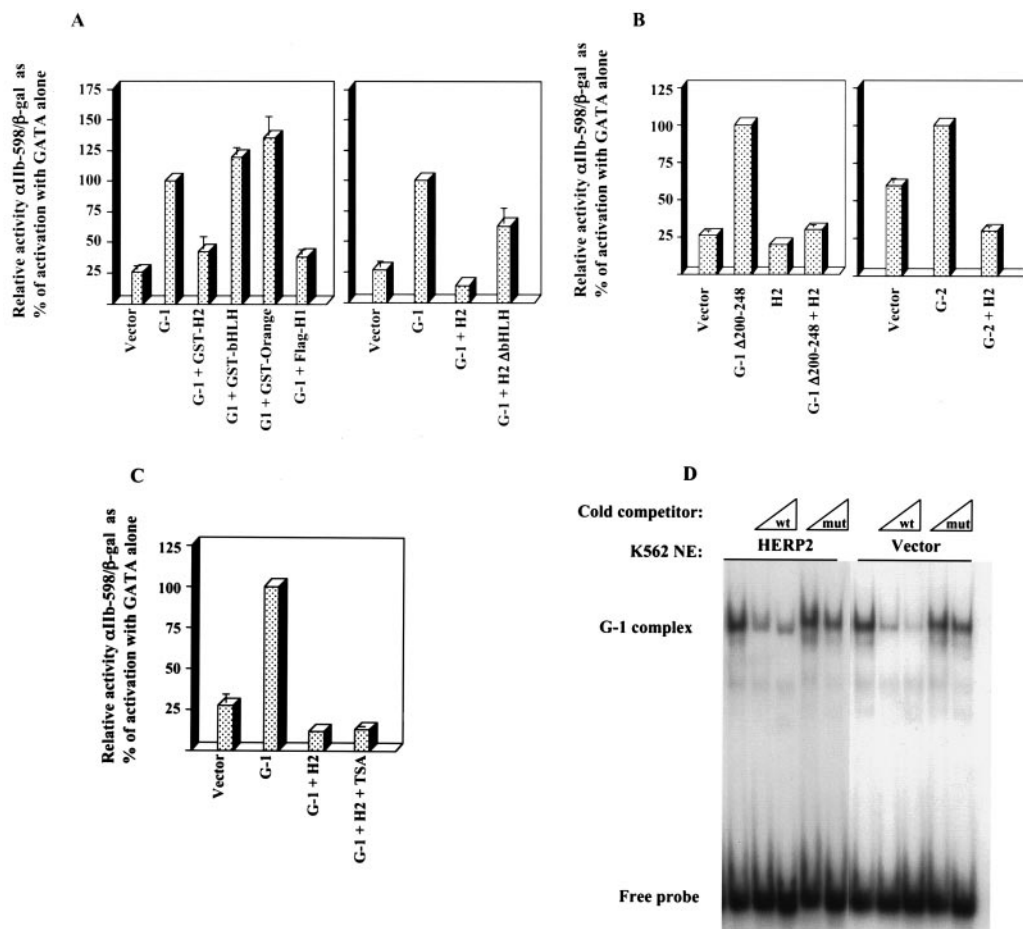 A
Relative activity αIIb-598/β-gal as
% of activation with GATA alone
175
150
125
100
75
50
25
Vector
G-1
G-1 + GST-H2
G1 + GST-bHLH
G1 + GST-Orange
G-1 + Flag-H1
Vector
G-1
G-1 + H2
G-1 + H2 ΔbHLH
B
Relative activity αIIb-598/β-gal as
% of activation with GATA alone
125
100
75
50
25
Vector
G-1 Δ200-248
H2
G-1 Δ200-248 + H2
Vector
G-2
G-2 + H2
C
Relative activity αIIb-598/β-gal as
% of activation with GATA alone
125
100
75
50
25
Vector
G-1
G-1 + H2
G-1 + H2 + TSA
D
Cold competitor: wt mut wt mut
K562 NE: HERP2 Vector
G-1 complex
Free probe